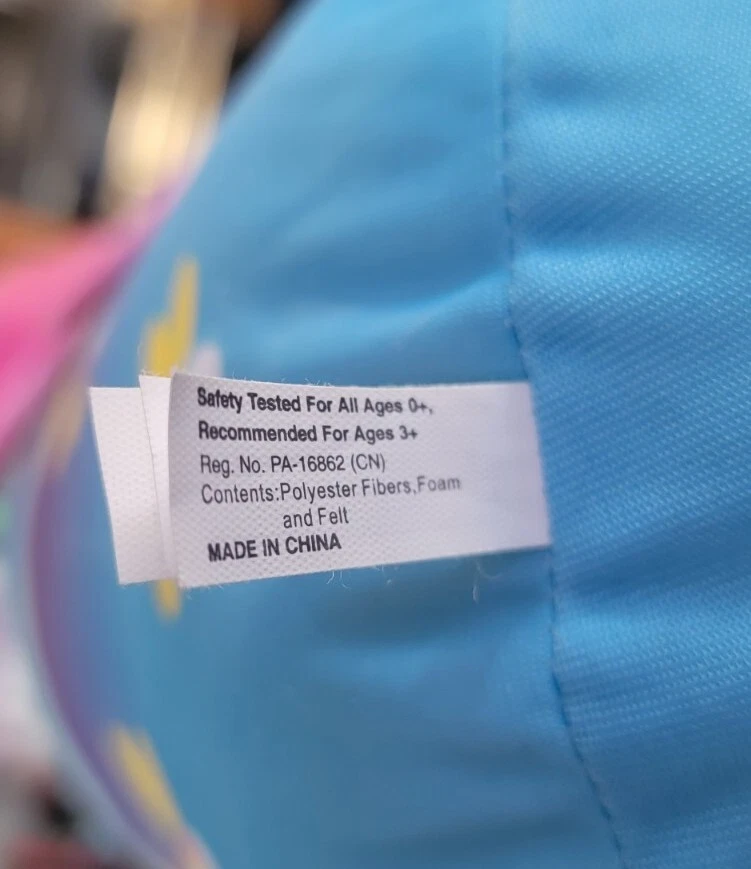 Safety Tested For All Ages 0+,
Recommended For Ages 3+
Reg. No. PA-16862 (CN)
Contents:Polyester Fibers,Foam
and Felt
MADE IN CHINA